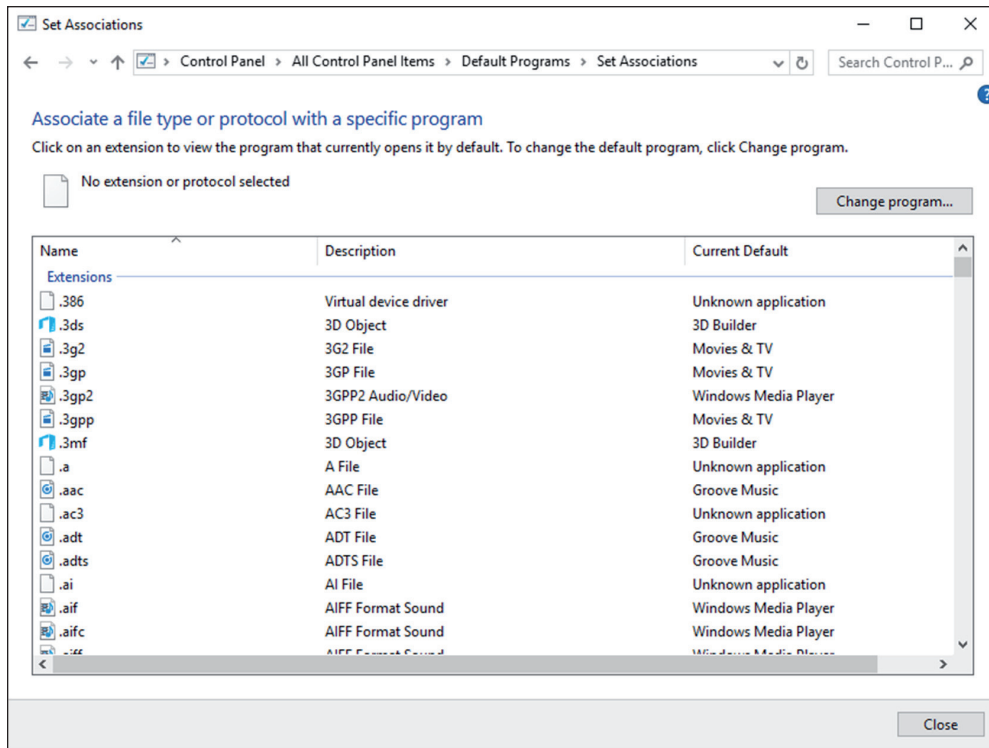 Set Associations
Control Panel > All Control Panel Items > Default Programs > Set Associations
Search Control P...
?
Associate a file type or protocol with a specific program
Click on an extension to view the program that currently opens it by default. To change the default program, click Change program.
No extension or protocol selected
Change program...
Name Description Current Default
Extensions
.386 Virtual device driver Unknown application
.3ds 3D Object 3D Builder
.3g2 3G2 File Movies & TV
.3gp 3GP File Movies & TV
.3gp2 3GPP2 Audio/Video Windows Media Player
.3gpp 3GPP File Movies & TV
.3mf 3D Object 3D Builder
.a A File Unknown application
.aac AAC File Groove Music
.ac3 AC3 File Unknown application
.adt ADT File Groove Music
.adts ADTS File Groove Music
.ai AI File Unknown application
.aif AIFF Format Sound Windows Media Player
.aifc AIFF Format Sound Windows Media Player
.aiff AIFF Format Sound Windows Media Player
Close